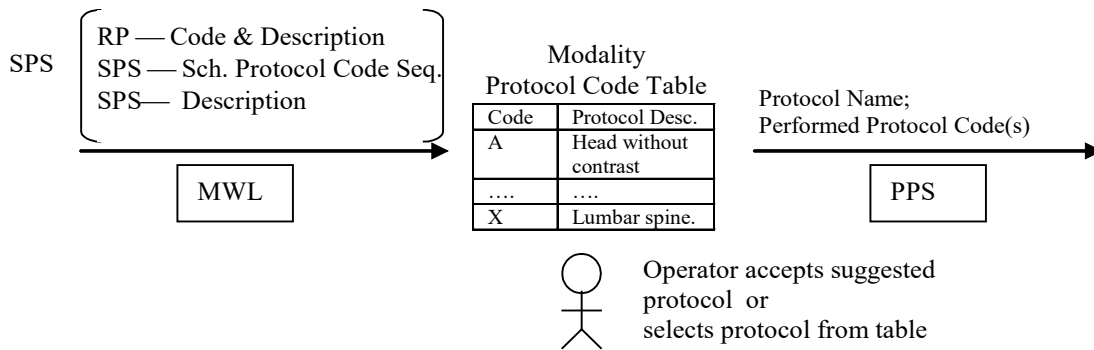 SPS
RP — Code & Description
SPS — Sch. Protocol Code Seq.
SPS— Description
MWL
Modality
Protocol Code Table
Code Protocol Desc.
A Head without
contrast
…. ….
X Lumbar spine.
Protocol Name;
Performed Protocol Code(s)
PPS
Operator accepts suggested
protocol or
selects protocol from table